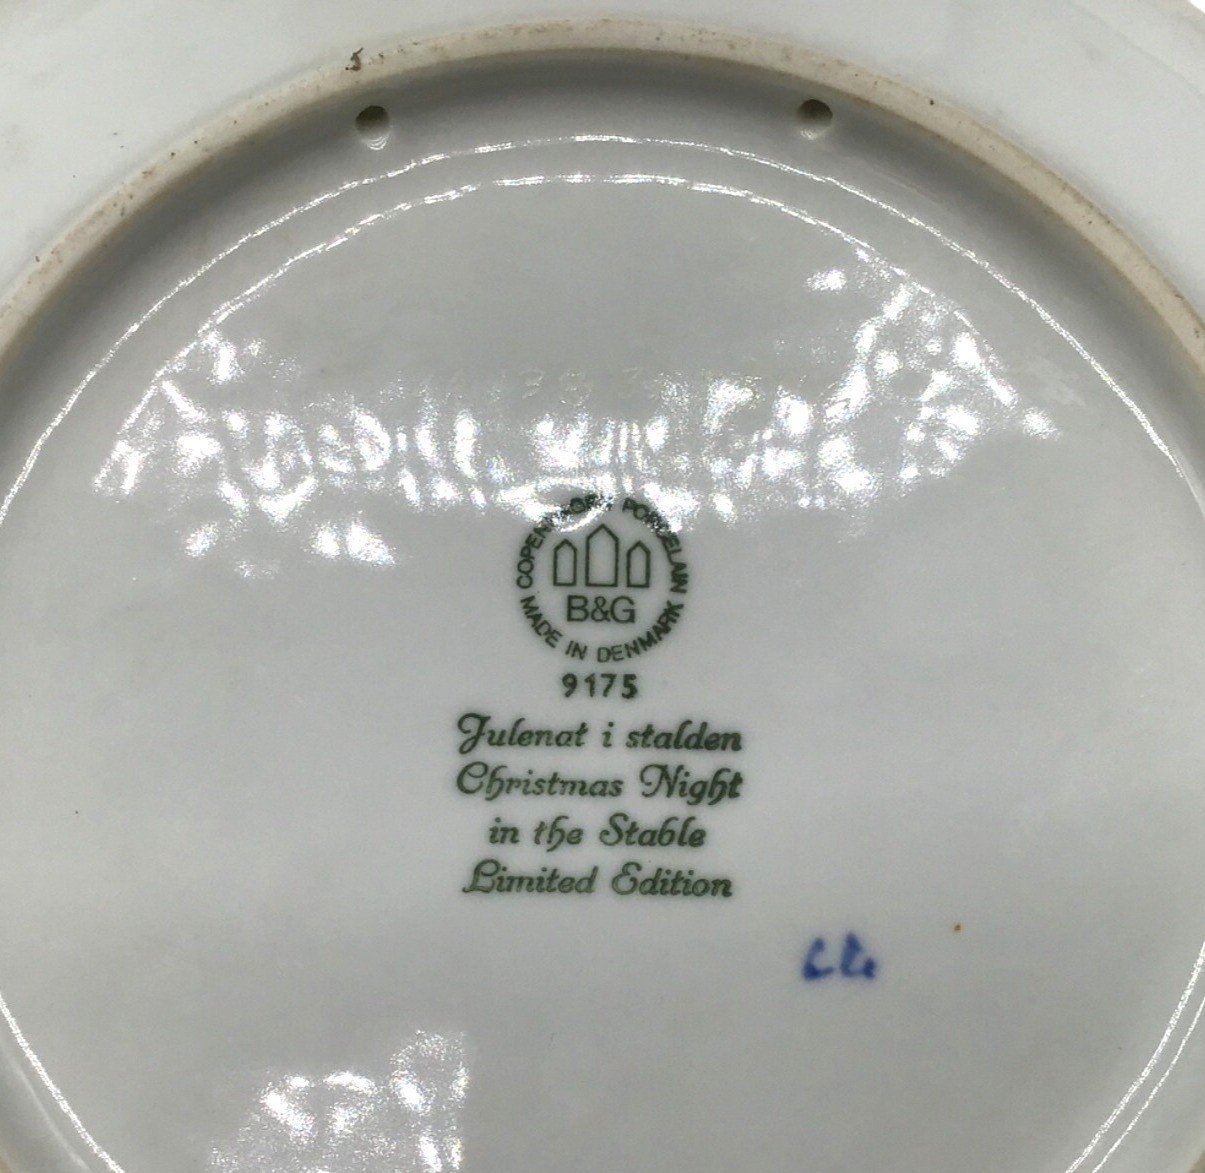 COPENHAGEN PORCELAIN
B&G
MADE IN DENMARK
9175
Julenat i stalden
Christmas Night
in the Stable
Limited Edition